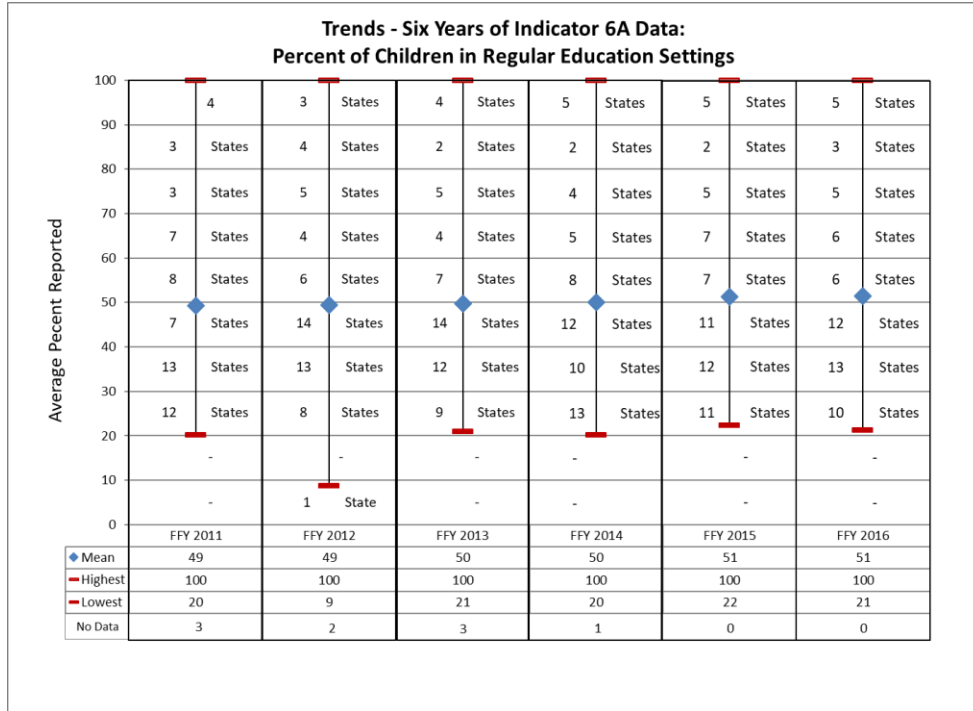 Trends - Six Years of Indicator 6A Data:
Percent of Children in Regular Education Settings
Average Pecent Reported
100
4 3 States 4 States 5 States 5 States 5 States
90
3 States 4 States 2 States 2 States 2 States 3 States
80
3 States 5 States 5 States 4 States 5 States 5 States
70
7 States 4 States 4 States 5 States 7 States 6 States
60
8 States 6 States 7 States 8 States 7 States 6 States
50
7 States 14 States 14 States 12 States 11 States 12 States
40
13 States 13 States 12 States 10 States 12 States 13 States
30
12 States 8 States 9 States 13 States 11 States 10 States
20
- - - - - -
10
- 1 State - - - -
0
FFY 2011 FFY 2012 FFY 2013 FFY 2014 FFY 2015 FFY 2016
Mean 49 49 50 50 51 51
Highest 100 100 100 100 100 100
Lowest 20 9 21 20 22 21
No Data 3 2 3 1 0 0